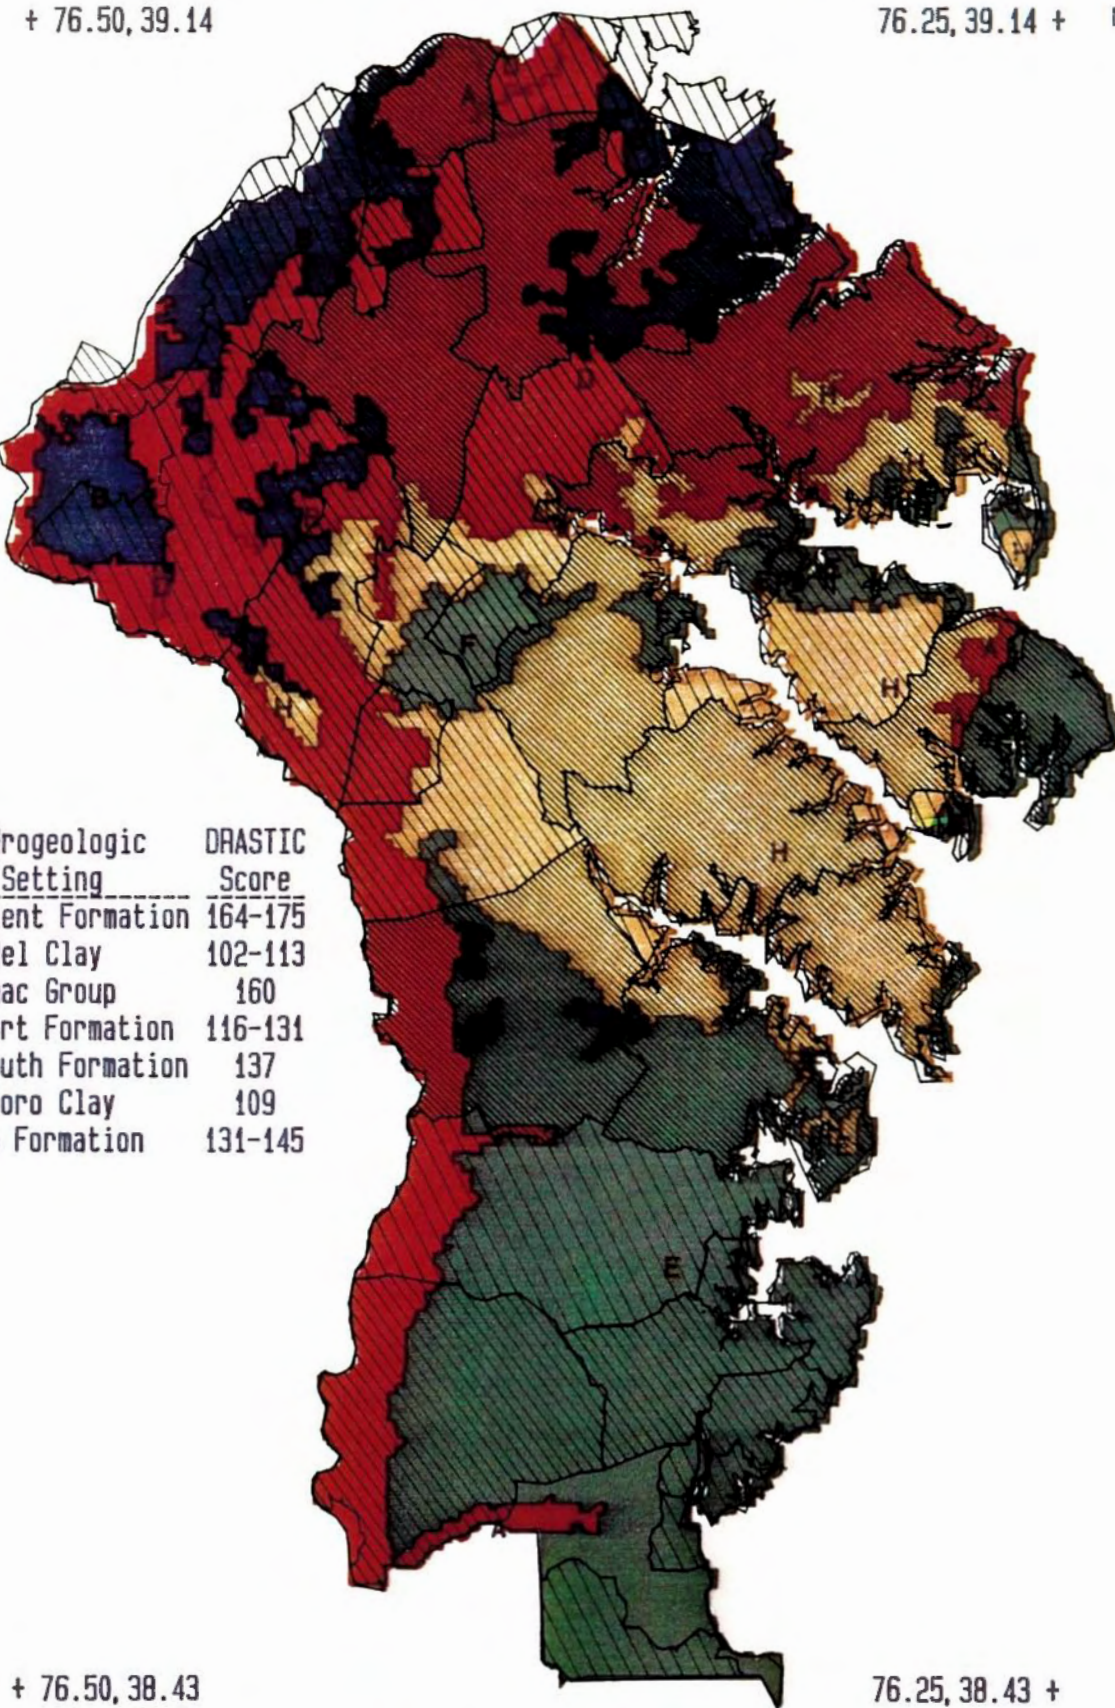 + 76.50, 39.14
76.25, 39.14 +
rogeologic DRASTIC
Setting Score
ent Formation 164-175
el Clay 102-113
ac Group 160
rt Formation 116-131
uth Formation 137
oro Clay 109
Formation 131-145
A
D
H
H
H
B
D
F
H
H
A
H
E
A
+ 76.50, 38.43
76.25, 38.43 +